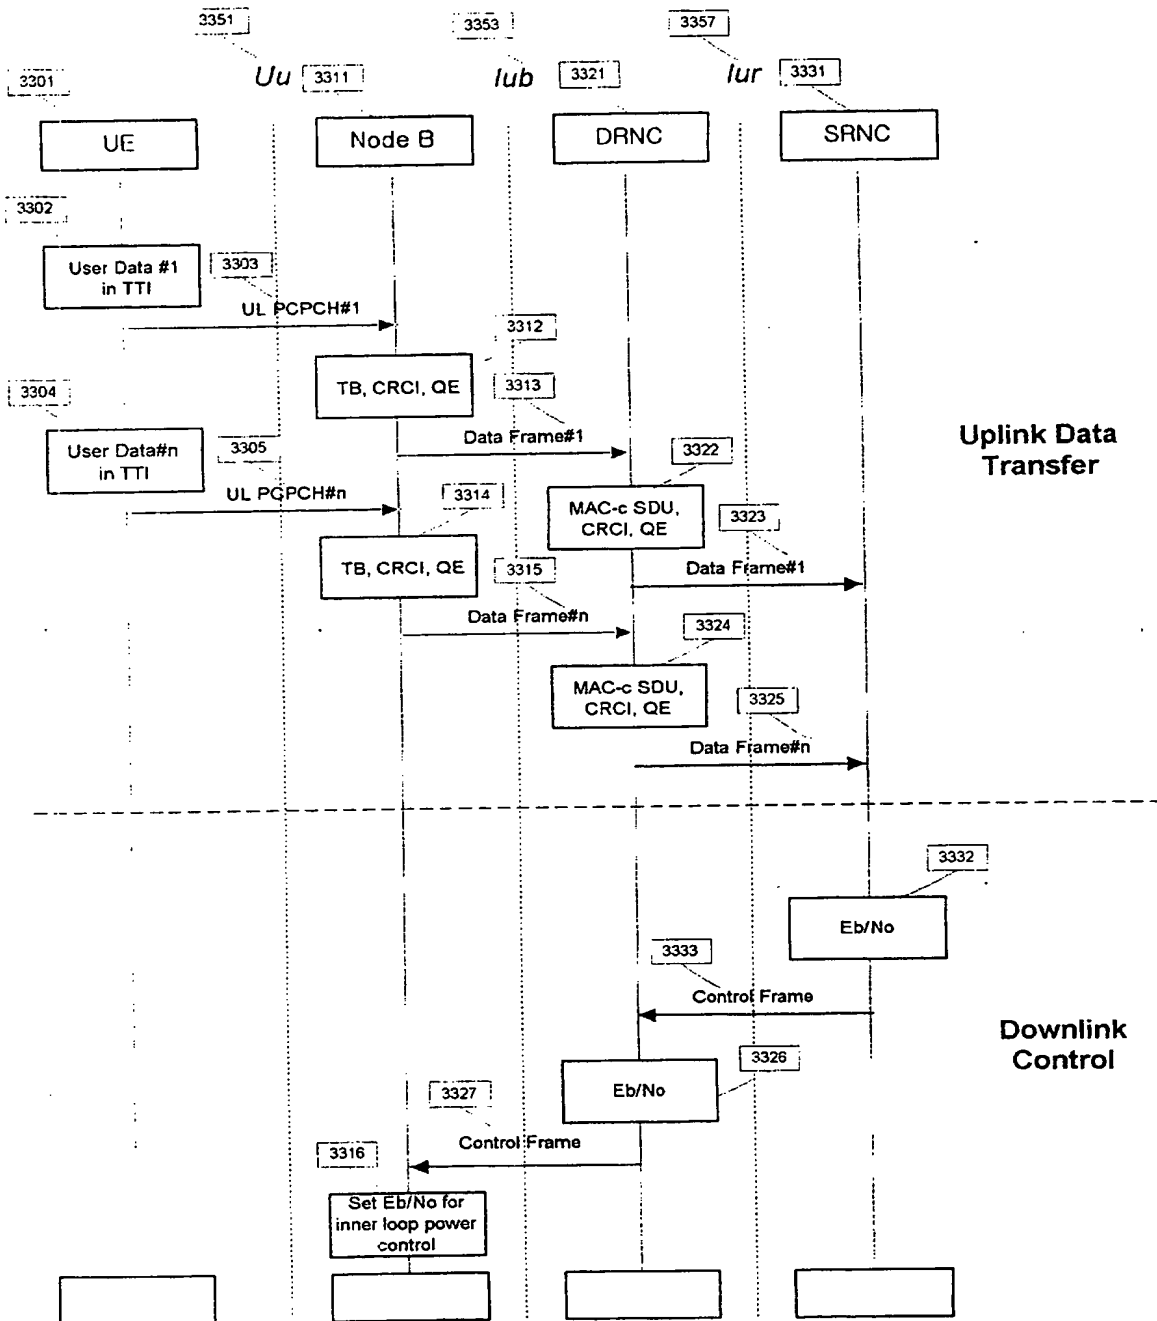 3351
3353
3357
3301
Uu
3311
Iub
3321
Iur
3331
UE
Node B
DRNC
SRNC
3302
User Data #1
in TTI
3303
UL PCPCH#1
3312
TB, CRCI, QE
3304
3313
User Data#n
in TTI
3305
Data Frame#1
3322
Uplink Data
Transfer
UL PCPCH#n
3314
MAC-c SDU,
CRCI, QE
3323
TB, CRCI, QE
3315
Data Frame#1
Data Frame#n
3324
MAC-c SDU,
CRCI, QE
3325
Data Frame#n
3332
Eb/No
3333
Control Frame
Downlink
Control
3326
Eb/No
3327
Control Frame
3316
Set Eb/No for
inner loop power
control